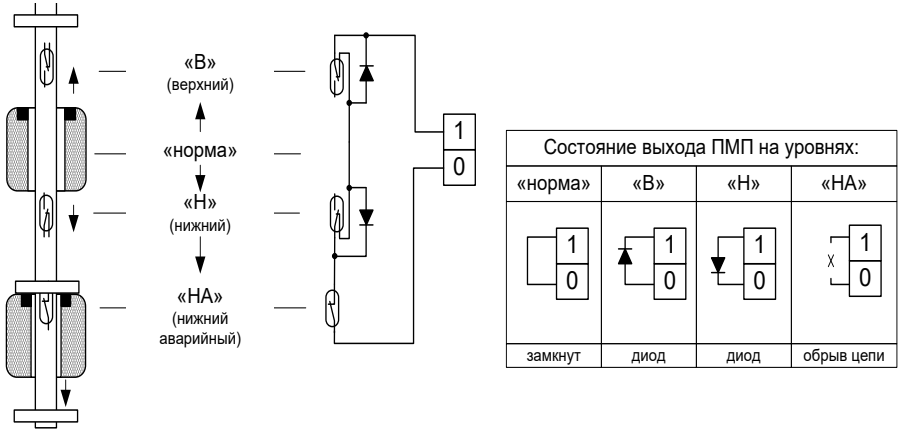 «В»
(верхний)
«норма»
«Н»
(нижний)
«НА»
(нижний
аварийный)
1
0
Состояние выхода ПМП на уровнях:
«норма» «В» «Н» «НА»
1 1 1 1
0 0 0 0
замкнут диод диод обрыв цепи